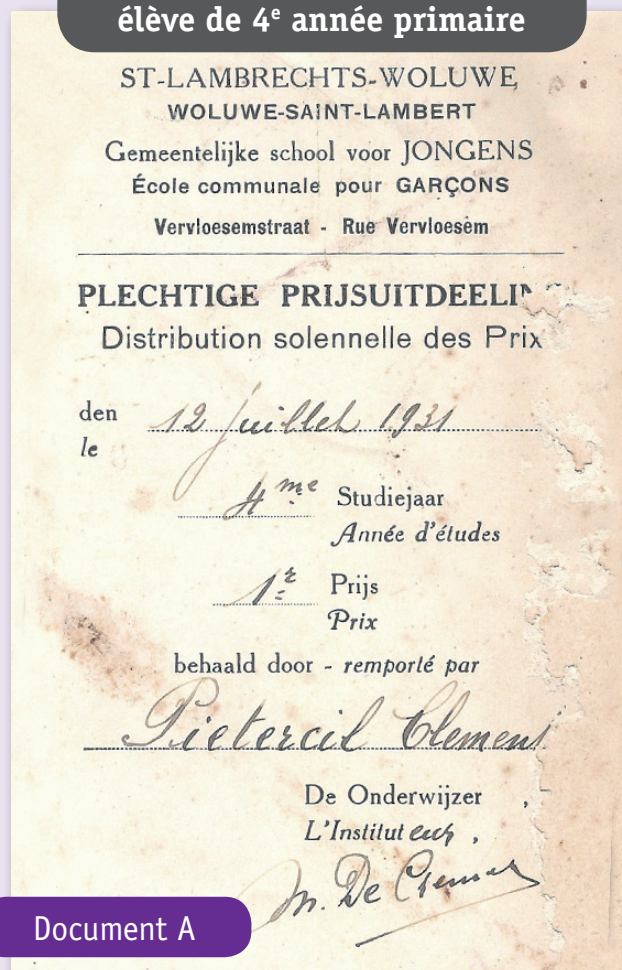 élève de 4e année primaire
ST-LAMBRECHTS-WOLUWE
WOLUWE-SAINT-LAMBERT
Gemeentelijke school voor JONGENS
École communale pour GARÇONS
Vervloesemstraat - Rue Vervloesem
PLECHTIGE PRIJSUITDEELIN
Distribution solennelle des Prix
den
le 12 juillet 1931
4me Studiejaar
Année d'études
1r Prijs
Prix
behaald door - remporté par
Pietercil Clement
De Onderwijzer,
L'Instituteur,
M. De
Document A